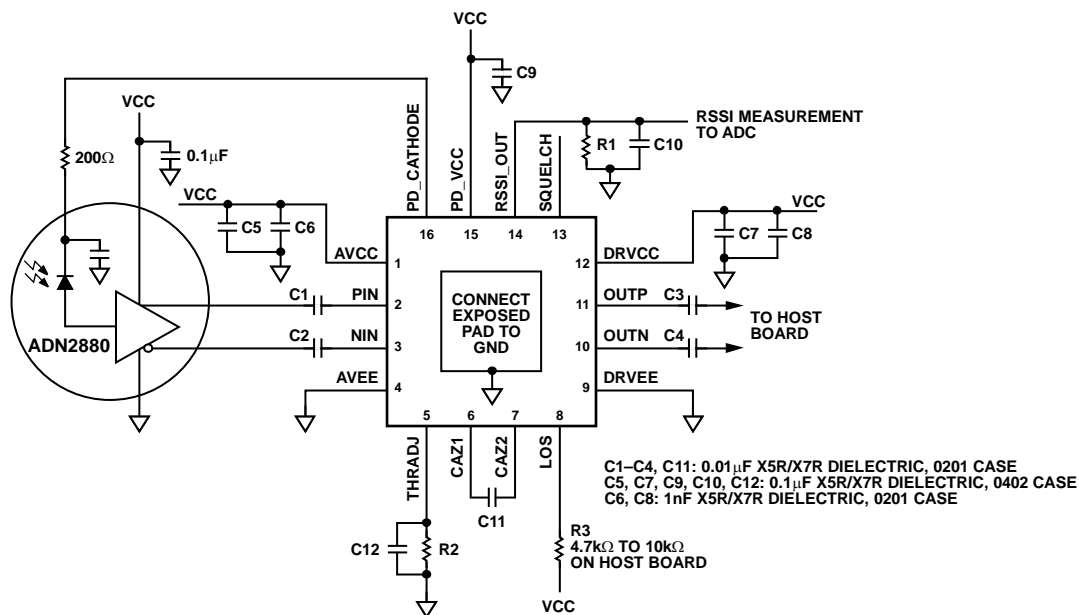 VCC
C9
VCC
0.1µF
200Ω
PD_CATHODE
PD_VCC
RSSI_OUT
SQUELCH
R1
C10
RSSI MEASUREMENT
TO ADC
VCC
C5
C6
AVCC
16
15
14
13
VCC
C7
C8
DRVCC
1
12
C1
PIN
2
11
OUTP
C3
CONNECT
EXPOSED
PAD TO
GND
TO HOST
BOARD
ADN2880
C2
NIN
3
10
OUTN
C4
AVEE
4
9
DRVEE
5
6
7
8
THRADJ
CAZ1
CAZ2
LOS
C11
C12
R2
R3
4.7kΩ TO 10kΩ
ON HOST BOARD
VCC
C1–C4, C11: 0.01µF X5R/X7R DIELECTRIC, 0201 CASE
C5, C7, C9, C10, C12: 0.1µF X5R/X7R DIELECTRIC, 0402 CASE
C6, C8: 1nF X5R/X7R DIELECTRIC, 0201 CASE